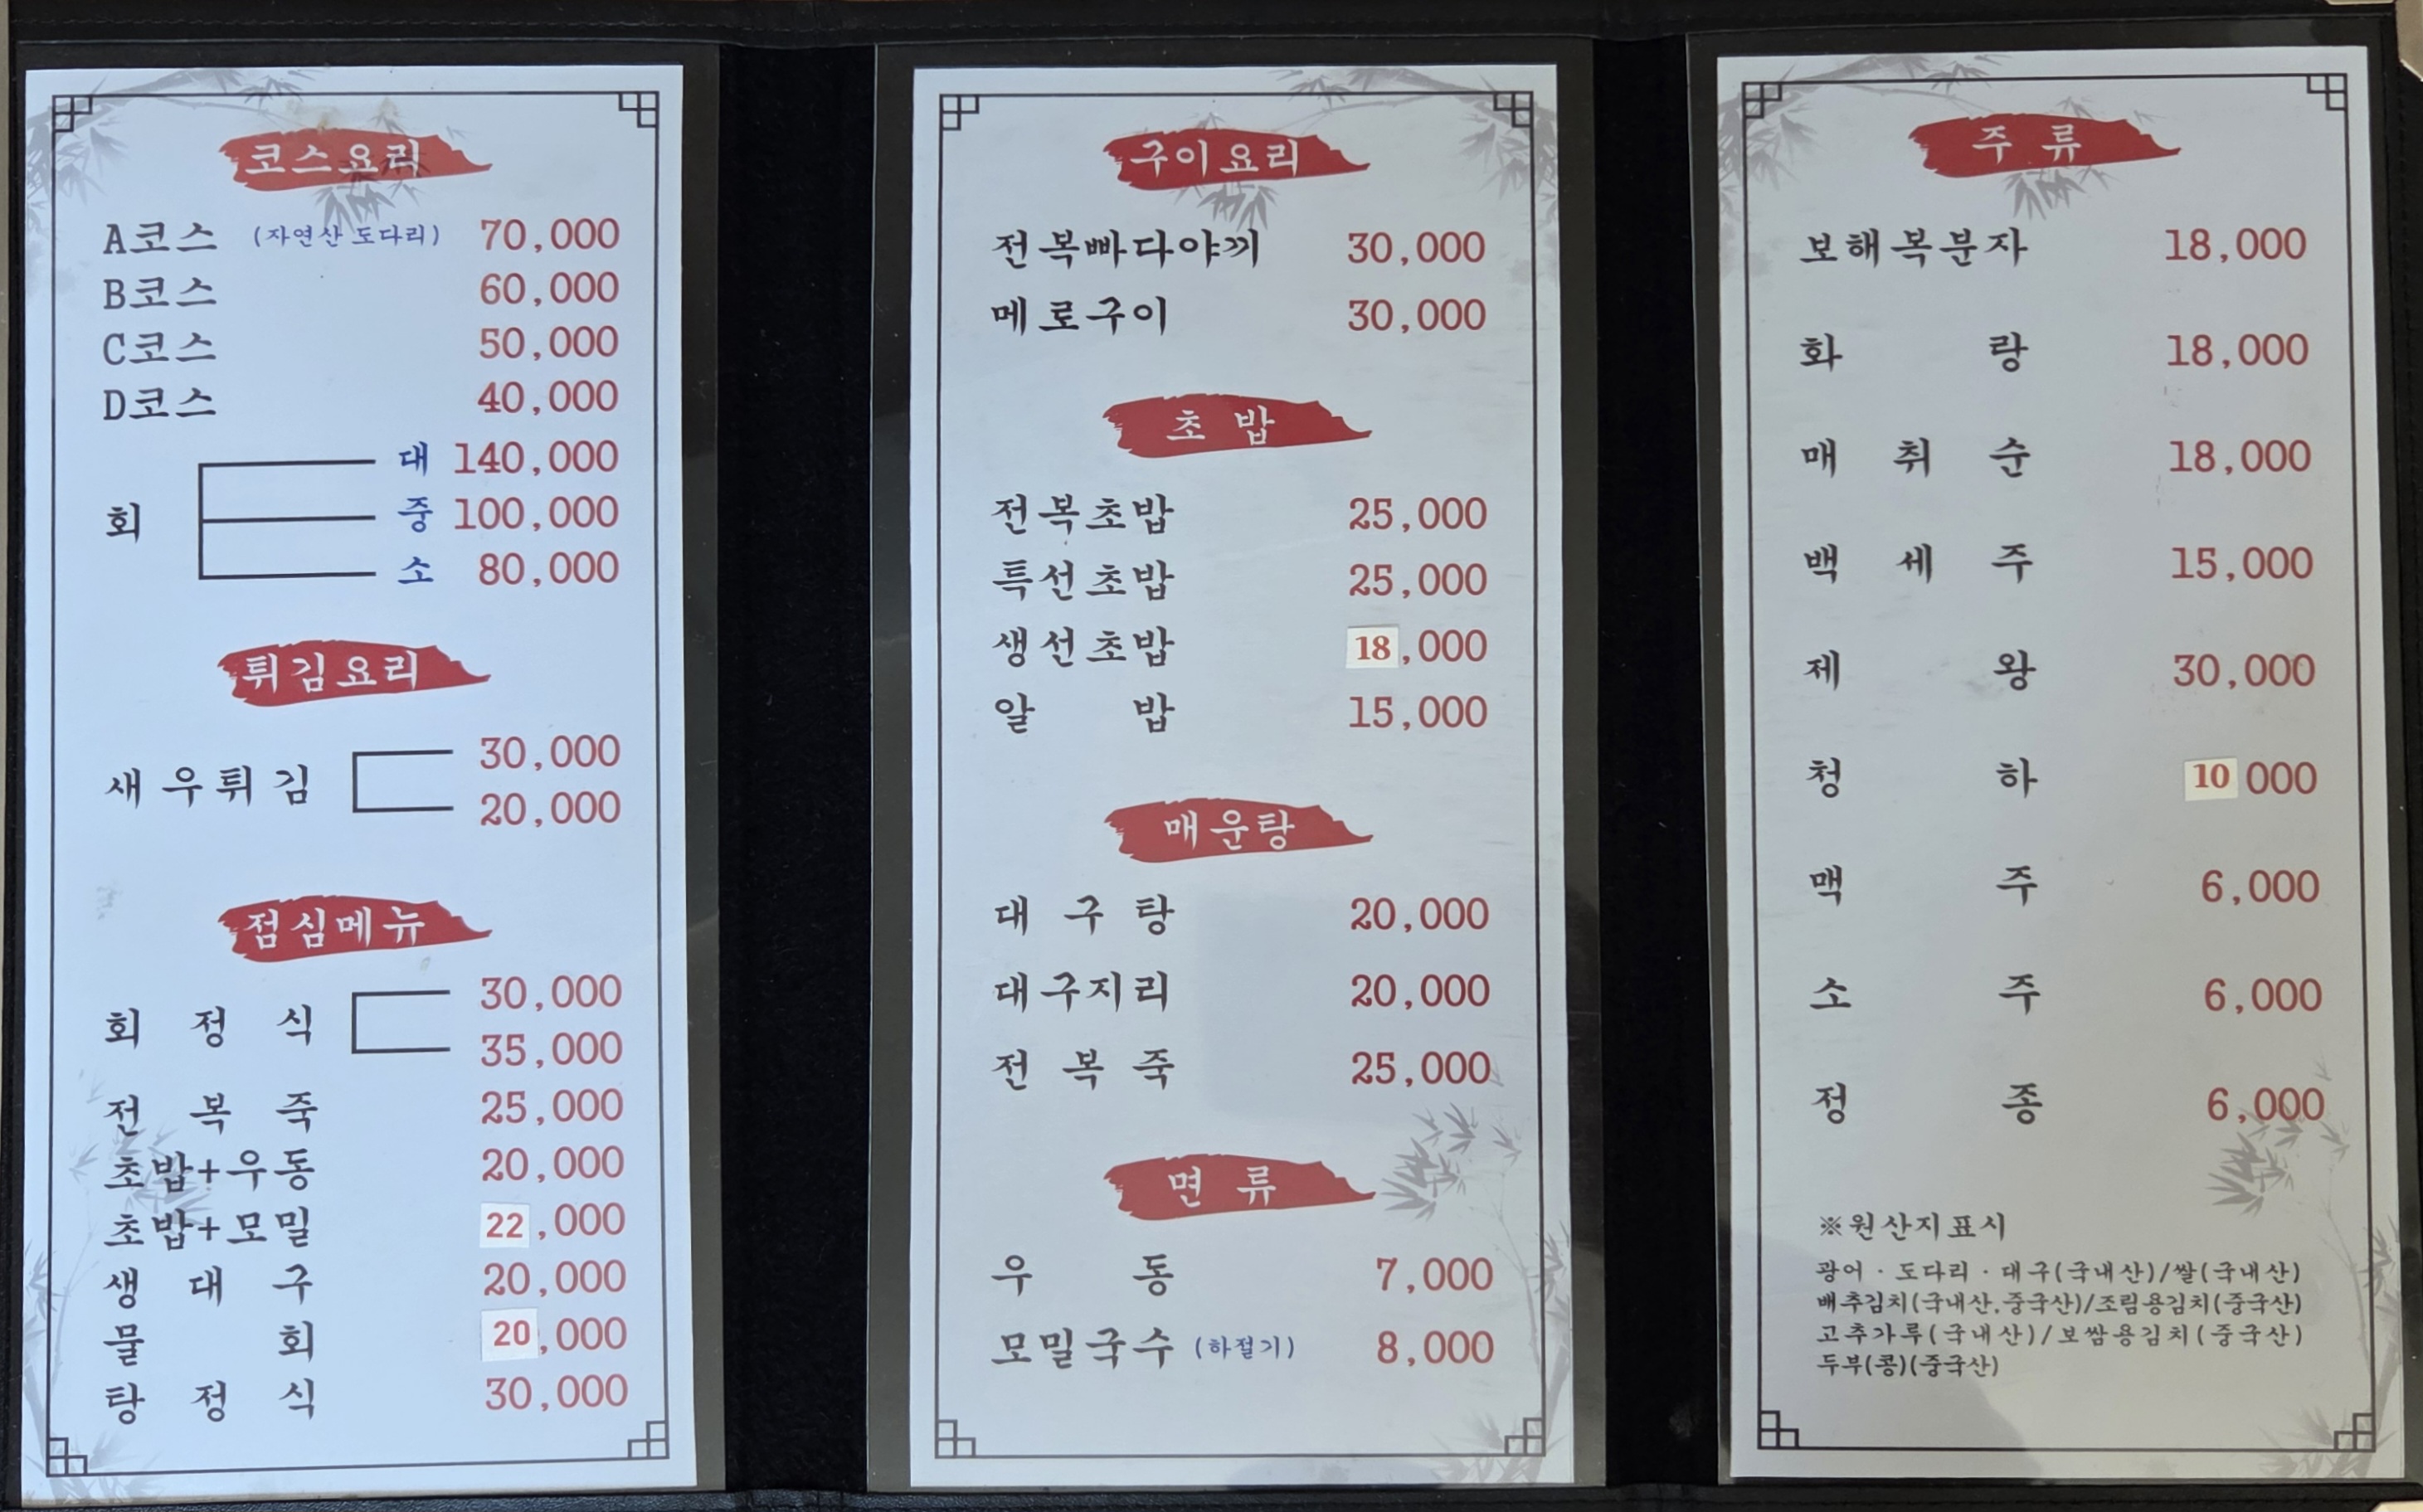 코스요리
A코스 (자연산 도다리) 70,000
B코스 60,000
C코스 50,000
D코스 40,000
회
대 140,000
중 100,000
소 80,000
튀김요리
새우튀김
30,000
20,000
점심메뉴
회정식
30,000
35,000
전복죽 25,000
초밥+우동 20,000
초밥+모밀 22,000
생대구 20,000
물회 20,000
탕정식 30,000
구이요리
전복빠다야끼 30,000
메로구이 30,000
초밥
전복초밥 25,000
특선초밥 25,000
생선초밥 18,000
알밥 15,000
매운탕
대구탕 20,000
대구지리 20,000
전복죽 25,000
면류
우동 7,000
모밀국수 (하절기) 8,000
주류
보해복분자 18,000
화랑 18,000
매취순 18,000
백세주 15,000
제왕 30,000
청하 10 000
맥주 6,000
소주 6,000
정종 6,000
※원산지표시
광어 · 도다리 · 대구(국내산)/쌀(국내산)
배추김치(국내산,중국산)/조림용김치(중국산)
고추가루(국내산)/보쌈용김치(중국산)
두부(콩)(중국산)